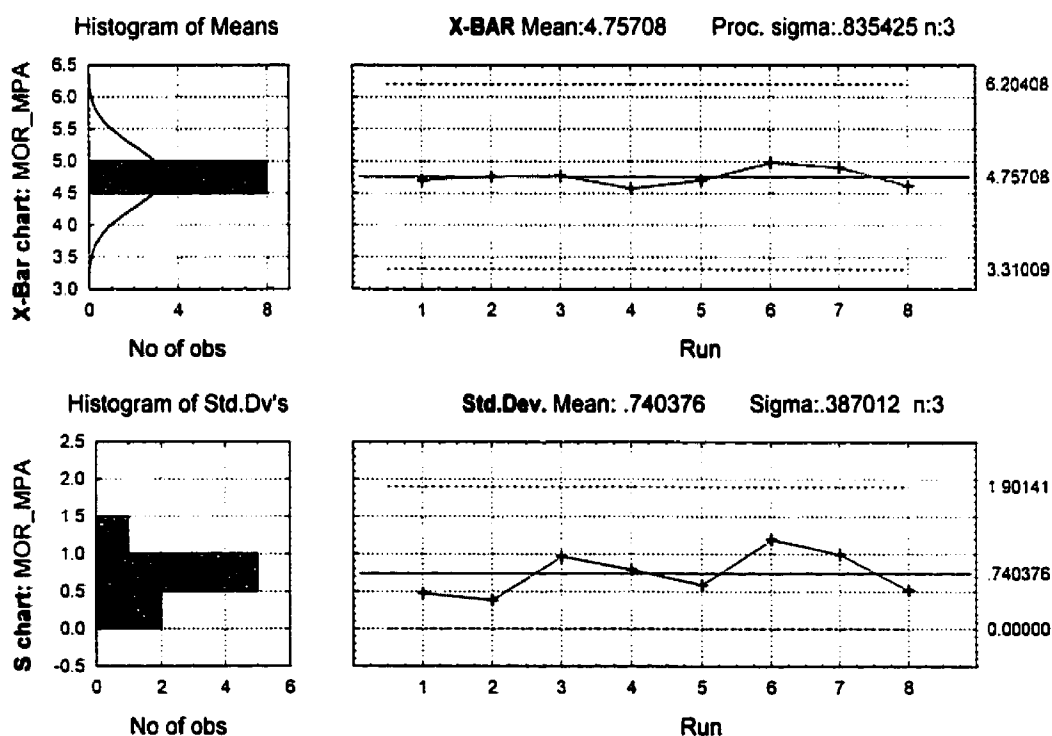 Histogram of Means
X-BAR Mean:4.75708 Proc. sigma:.835425 n:3
X-Bar chart: MOR_MPA
6.5
6.0
5.5
5.0
4.5
4.0
3.5
3.0
0 4 8
No of obs
6.20408
4.75708
3.31009
1 2 3 4 5 6 7 8
Run
Histogram of Std.Dv's
Std.Dev. Mean: .740376 Sigma:.387012 n:3
S chart: MOR_MPA
2.5
2.0
1.5
1.0
0.5
0.0
-0.5
0 2 4 6
No of obs
1.90141
.740376
0.00000
1 2 3 4 5 6 7 8
Run